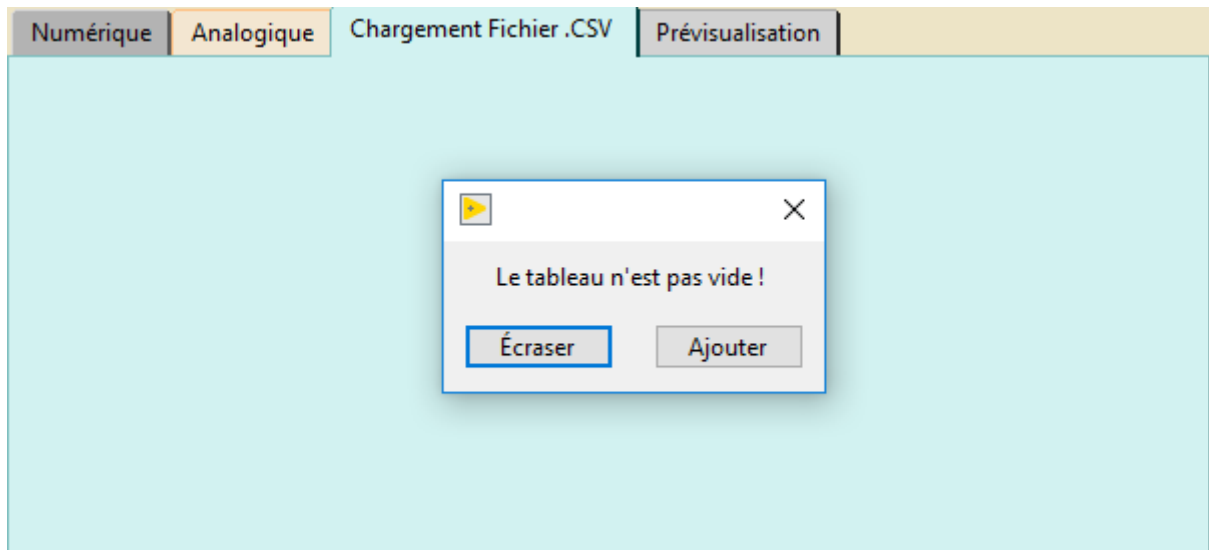 Numérique Analogique Chargement Fichier .CSV Prévisualisation
Le tableau n'est pas vide !
Écraser Ajouter